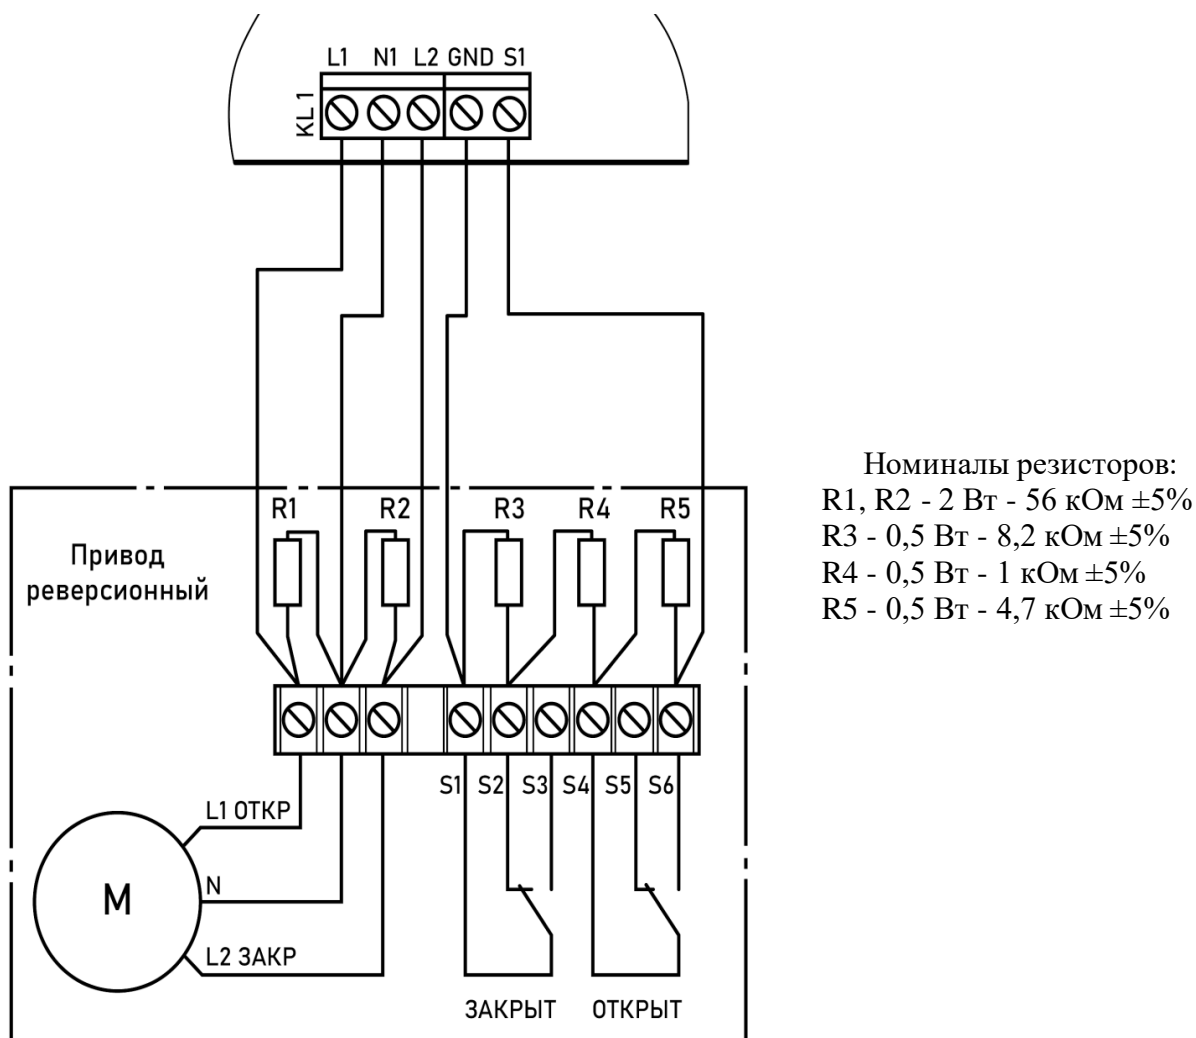 L1 N1 L2 GND S1
KL 1
Номиналы резисторов:
R1, R2 - 2 Вт - 56 кОм ±5%
R3 - 0,5 Вт - 8,2 кОм ±5%
R4 - 0,5 Вт - 1 кОм ±5%
R5 - 0,5 Вт - 4,7 кОм ±5%
R1 R2 R3 R4 R5
Привод
реверсионный
S1 S2 S3 S4 S5 S6
L1 ОТКР
M
N
L2 ЗАКР
ЗАКРЫТ ОТКРЫТ